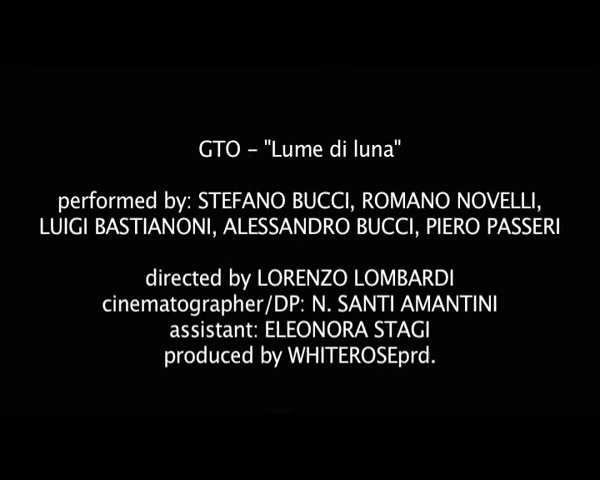 GTO - "Lume di luna"
performed by: STEFANO BUCCI, ROMANO NOVELLI,
LUIGI BASTIANONI, ALESSANDRO BUCCI, PIERO PASSERI
directed by LORENZO LOMBARDI
cinematographer/DP: N. SANTI AMANTINI
assistant: ELEONORA STAGI
produced by WHITEROSEprd.